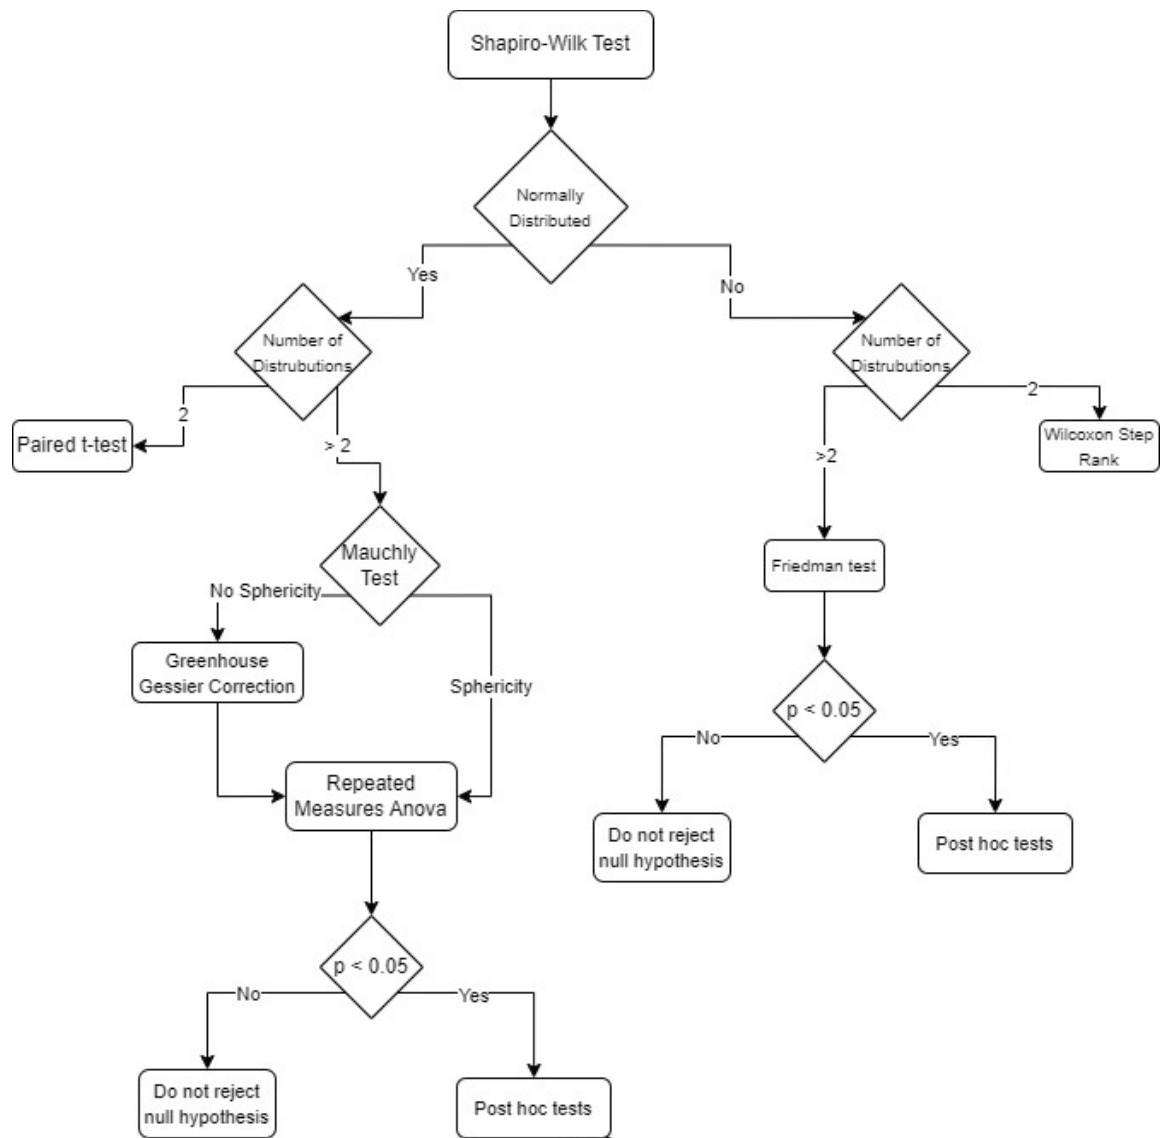 Shapiro-Wilk Test
Normally
Distributed
Yes
No
Number of
Distrubutions
Number of
Distrubutions
2
2
Paired t-test
> 2
>2
Wilcoxon Step
Rank
Mauchly
Test
Friedman test
No Sphericity
Greenhouse
Gessier Correction
Sphericity
p < 0.05
No
Yes
Repeated
Measures Anova
Do not reject
null hypothesis
Post hoc tests
p < 0.05
No
Yes
Do not reject
null hypothesis
Post hoc tests